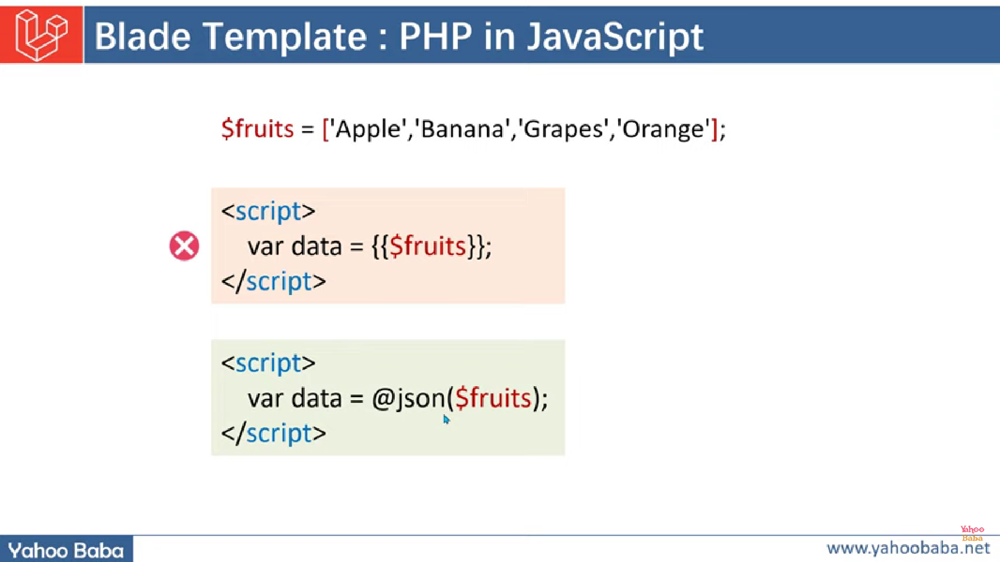 Blade Template : PHP in JavaScript
$fruits = ['Apple','Banana','Grapes','Orange'];
<script>
var data = {{$fruits}};
</script>
<script>
var data = @json($fruits);
</script>
Yahoo
Baba
Yahoo Baba
www.yahoobaba.net